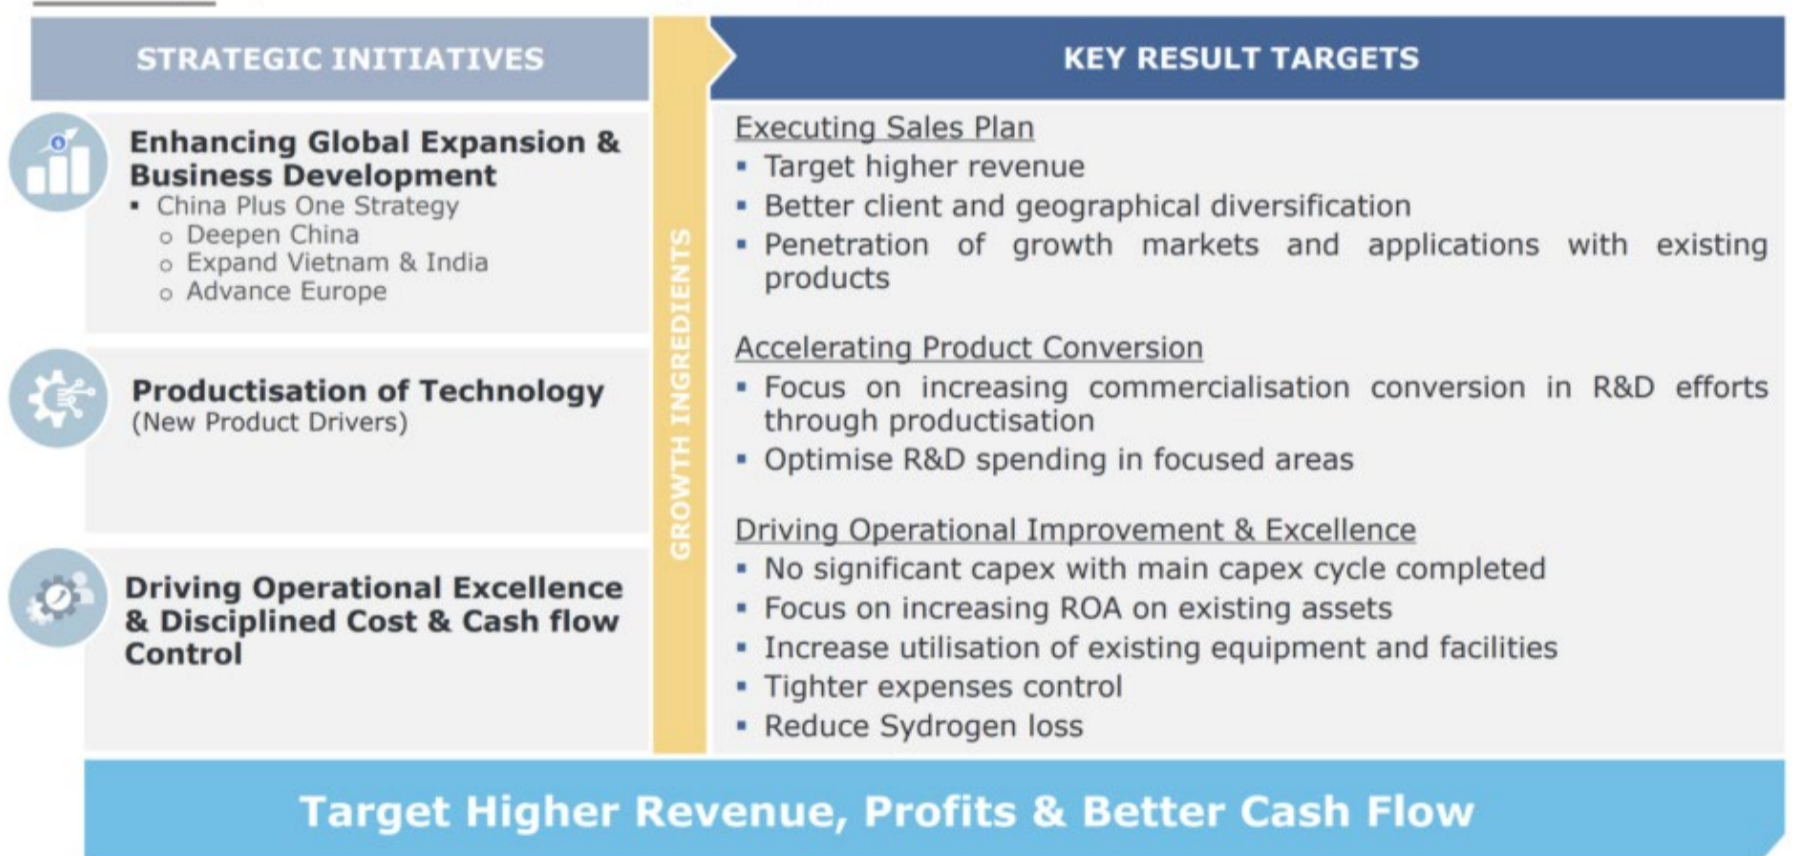 STRATEGIC INITIATIVES
Enhancing Global Expansion &
Business Development
▪ China Plus One Strategy
o Deepen China
o Expand Vietnam & India
o Advance Europe
Productisation of Technology
(New Product Drivers)
Driving Operational Excellence
& Disciplined Cost & Cash flow
Control
GROWTH INGREDIENTS
KEY RESULT TARGETS
Executing Sales Plan
▪ Target higher revenue
▪ Better client and geographical diversification
▪ Penetration of growth markets and applications with existing
products
Accelerating Product Conversion
▪ Focus on increasing commercialisation conversion in R&D efforts
through productisation
▪ Optimise R&D spending in focused areas
Driving Operational Improvement & Excellence
▪ No significant capex with main capex cycle completed
▪ Focus on increasing ROA on existing assets
▪ Increase utilisation of existing equipment and facilities
▪ Tighter expenses control
▪ Reduce Sydrogen loss
Target Higher Revenue, Profits & Better Cash Flow